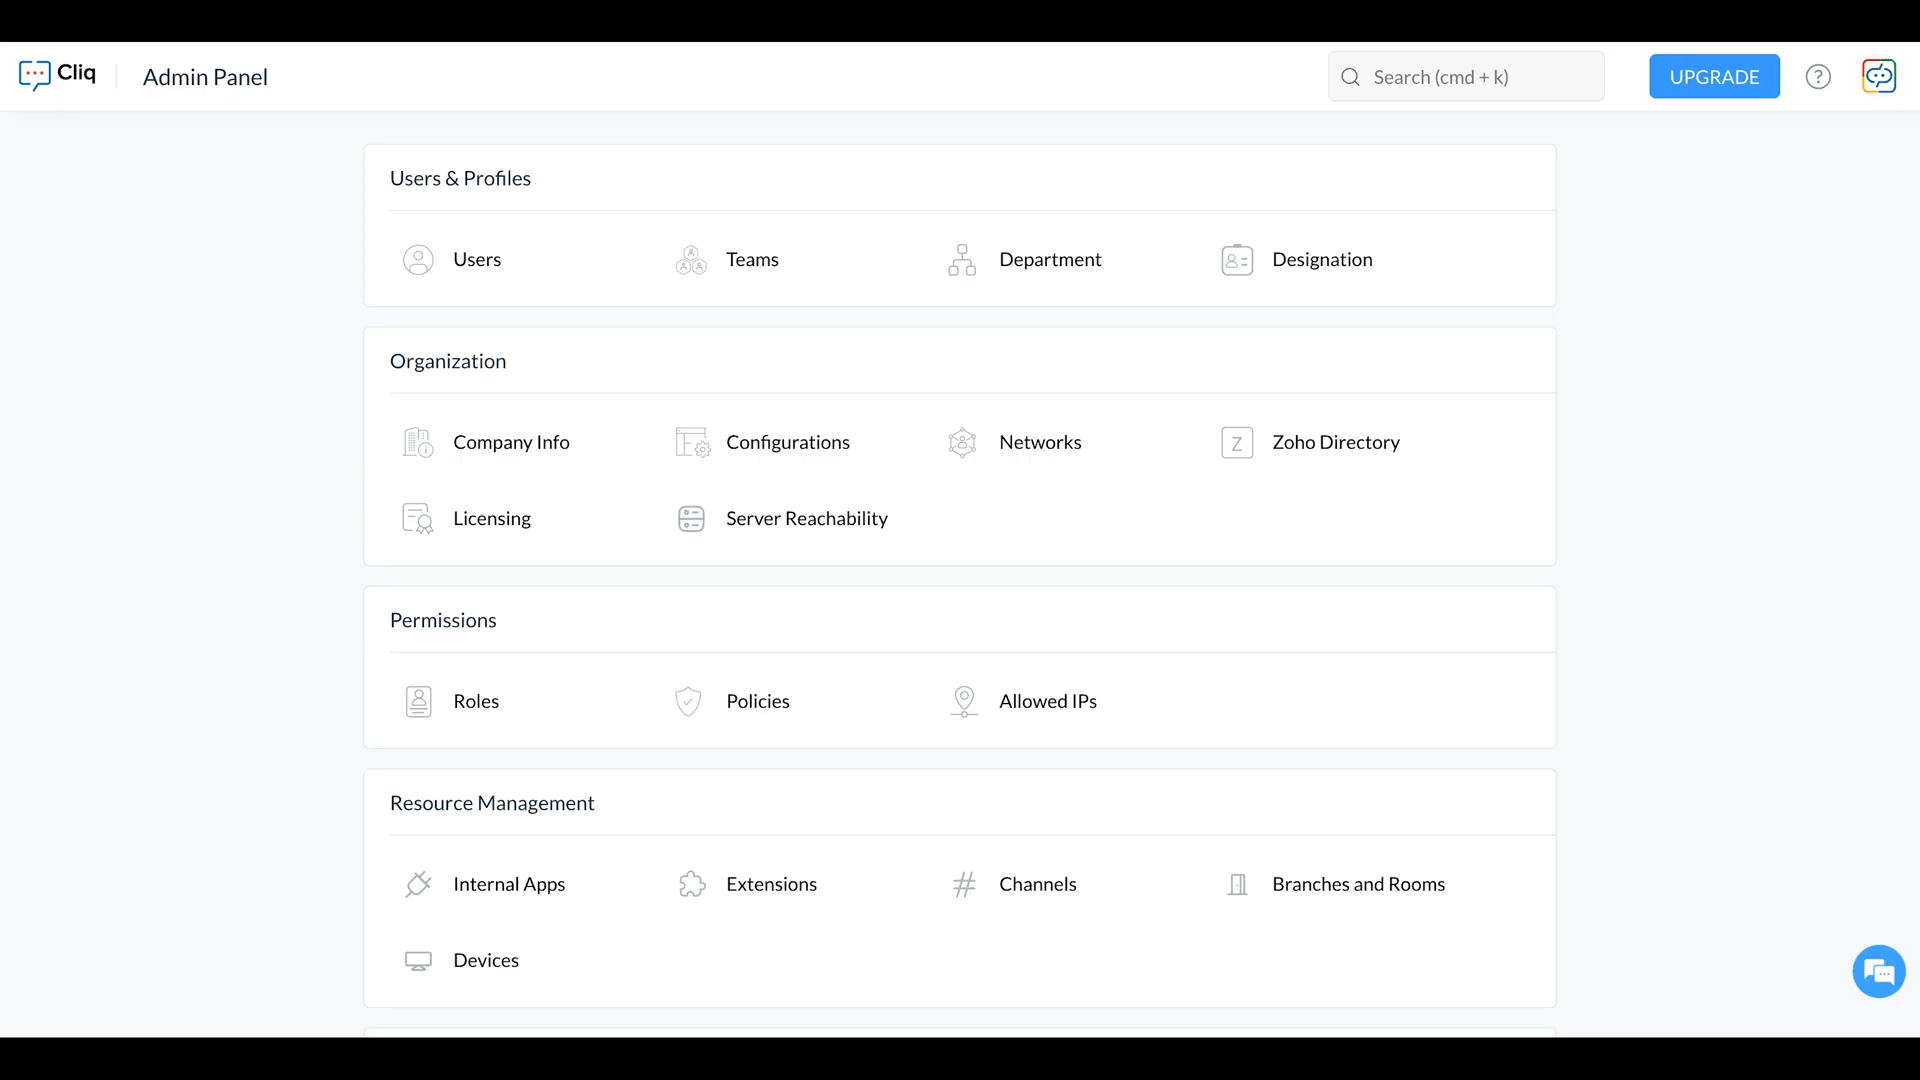 Cliq
Admin Panel
Search (cmd + k)
UPGRADE
?
Users & Profiles
Users
Teams
Department
Designation
Organization
Company Info
Configurations
Networks
Z
Zoho Directory
Licensing
Server Reachability
Permissions
Roles
Policies
Allowed IPs
Resource Management
Internal Apps
Extensions
Channels
Branches and Rooms
Devices